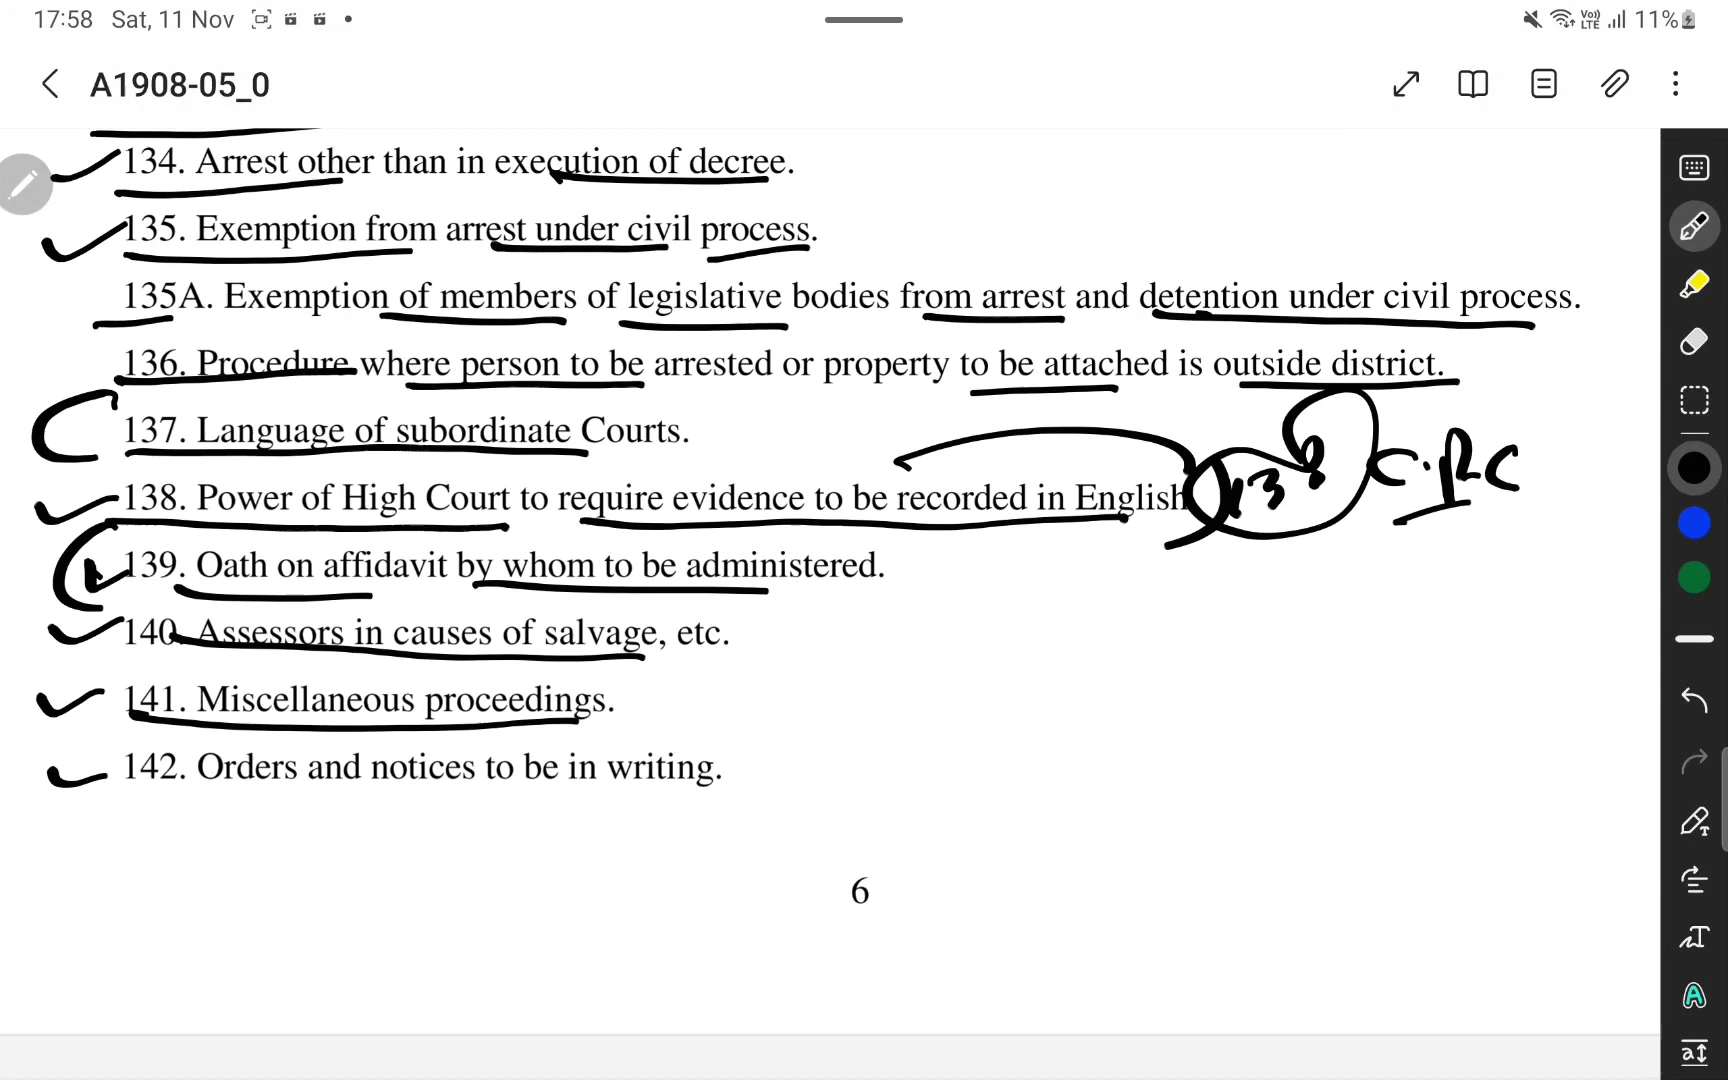 17:58 Sat, 11 Nov 11%
A1908-05_0
134. Arrest other than in execution of decree.
135. Exemption from arrest under civil process.
135A. Exemption of members of legislative bodies from arrest and detention under civil process.
136. Procedure where person to be arrested or property to be attached is outside district.
137. Language of subordinate Courts.
138. Power of High Court to require evidence to be recorded in English
138 C.P.C
139. Oath on affidavit by whom to be administered.
140. Assessors in causes of salvage, etc.
141. Miscellaneous proceedings.
142. Orders and notices to be in writing.
6